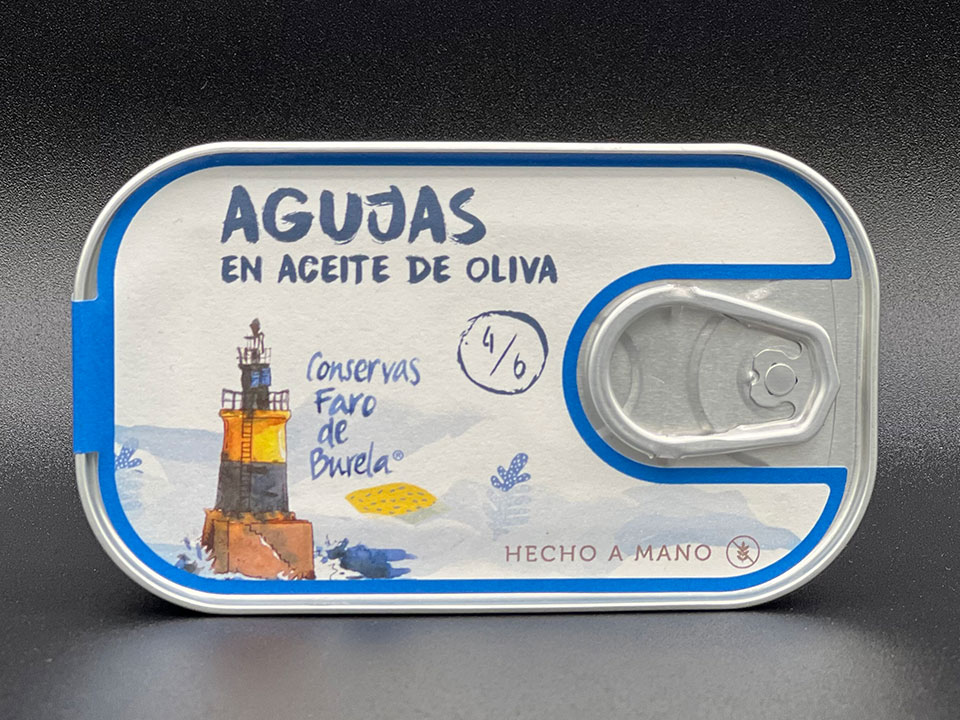 AGUJAS
EN ACEITE DE OLIVA
4/6
Conservas
Faro
de
Burela®
HECHO A MANO